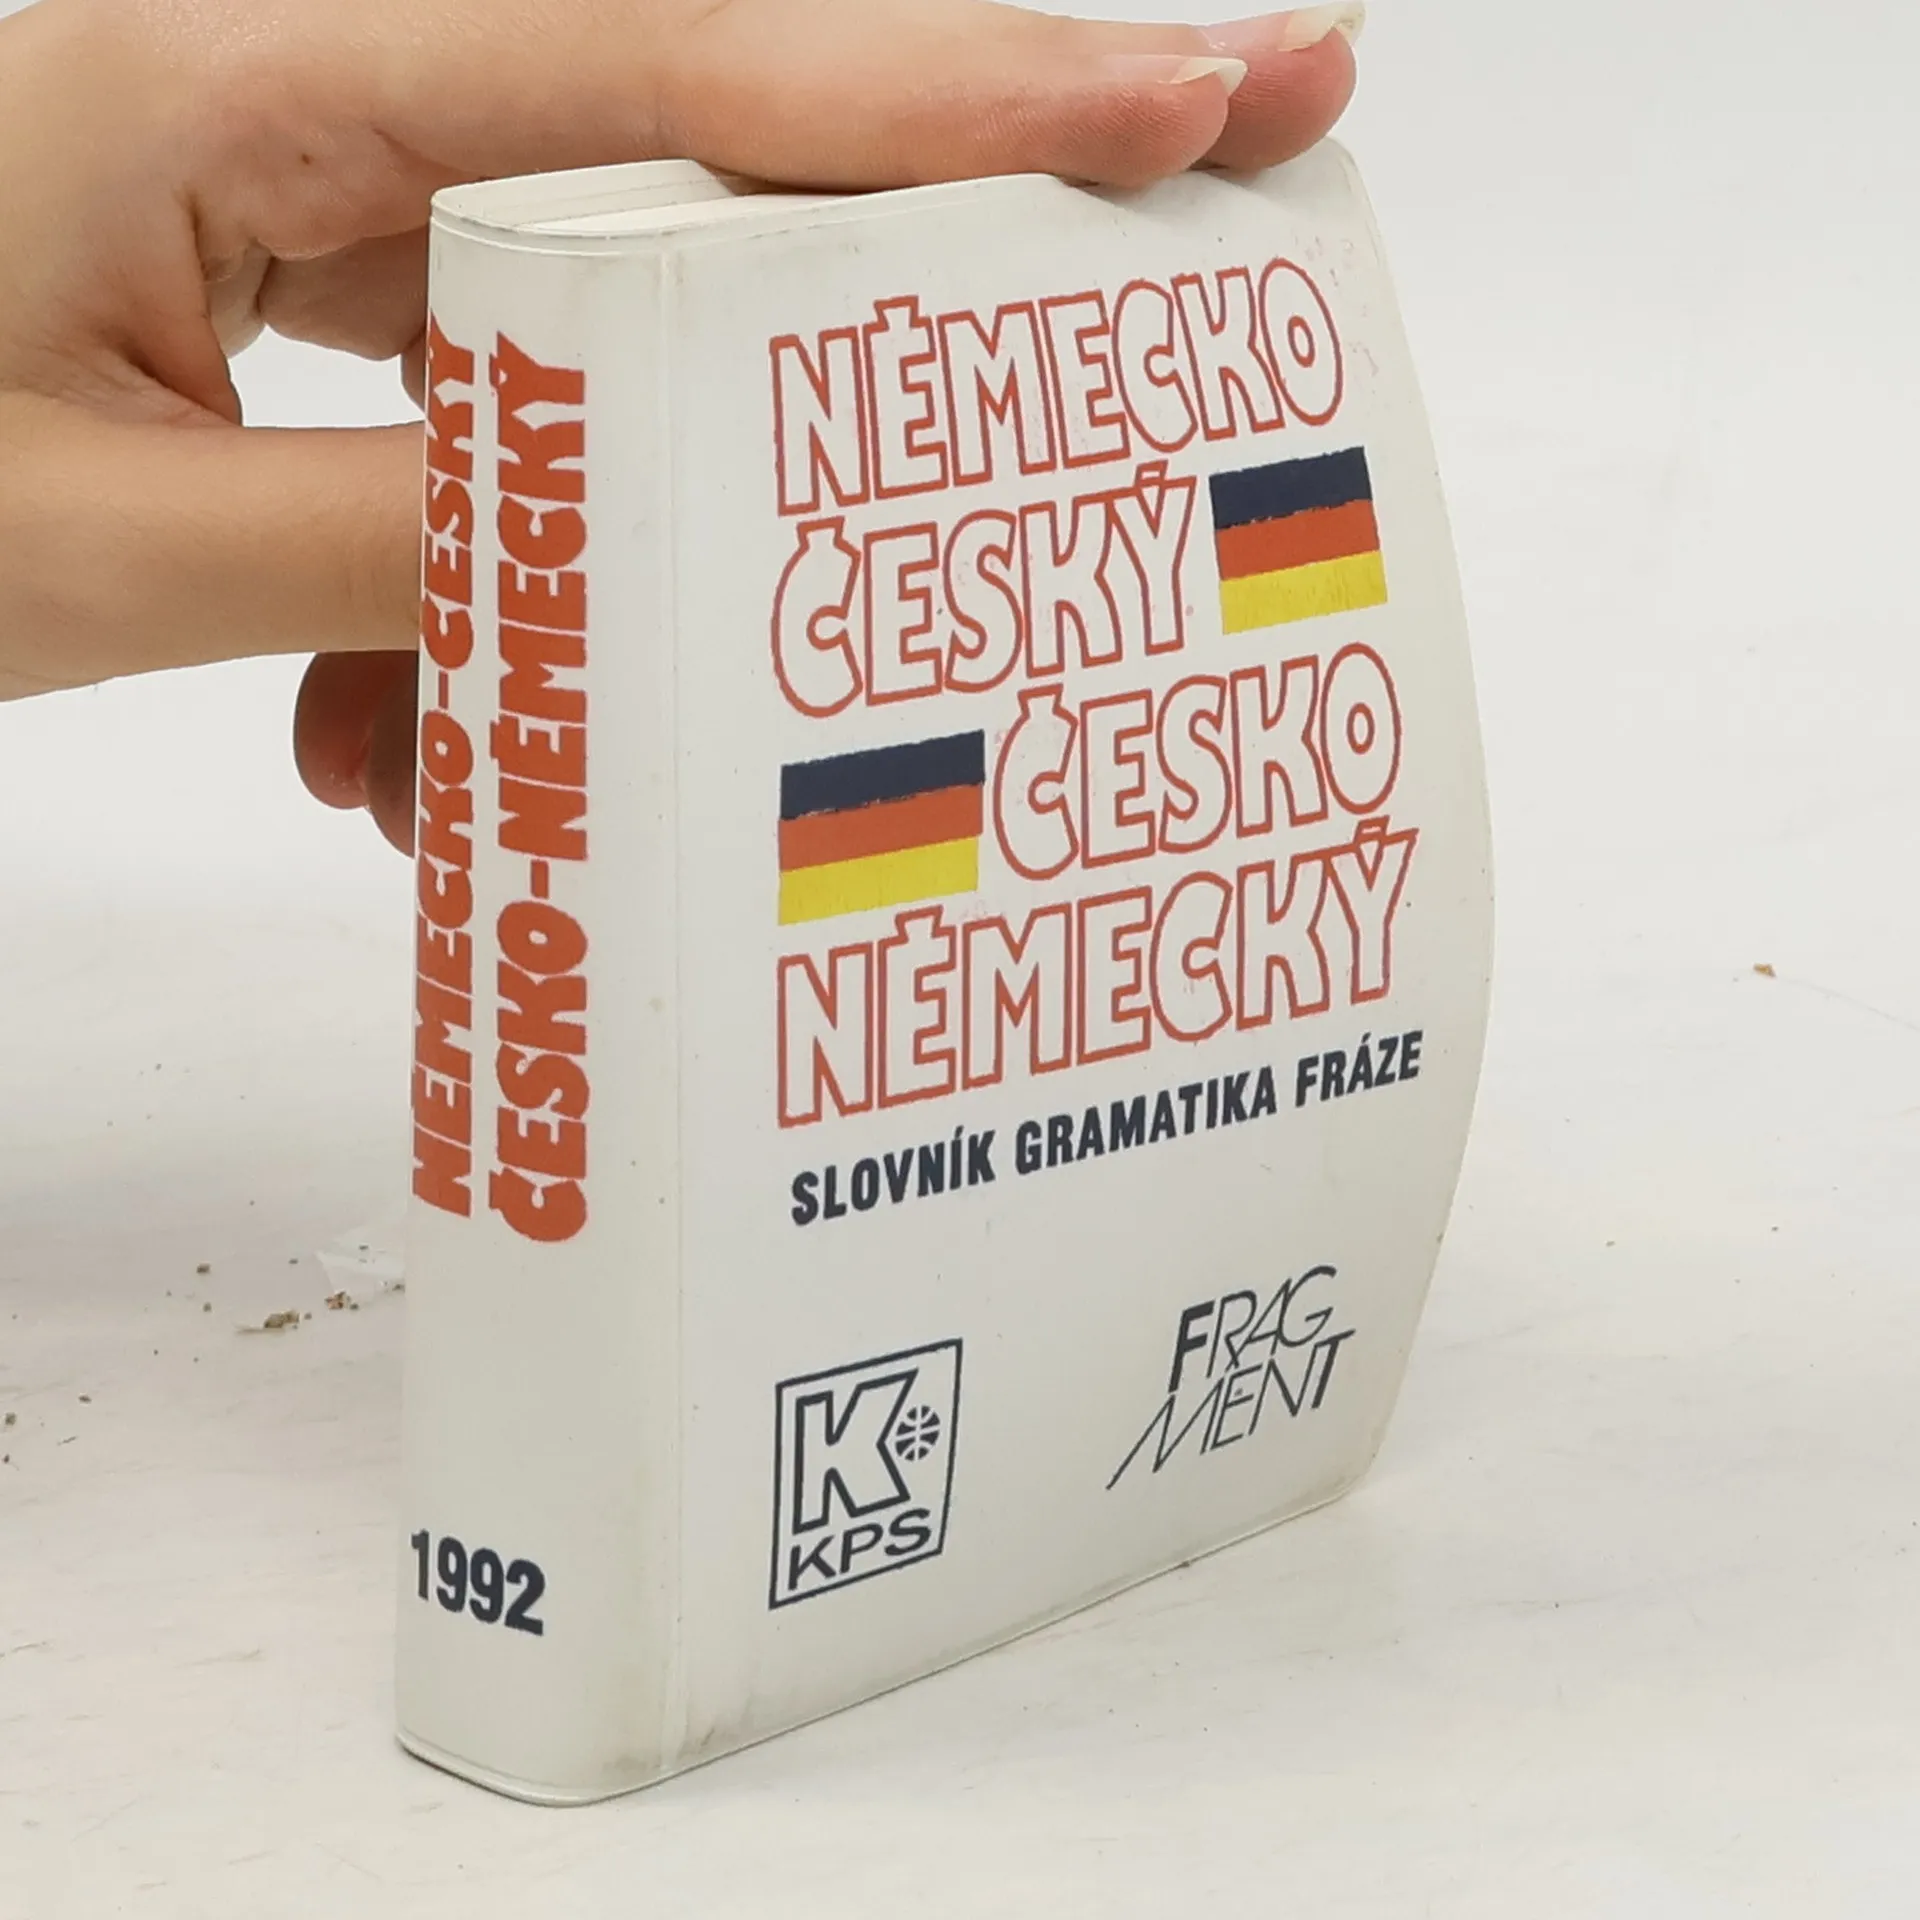 NĚMECKO-ČESKÝ
ČESKO-NĚMECKÝ
1992
NĚMECKO
ČESKÝ
ČESKO
NĚMECKÝ
SLOVNÍK GRAMATIKA FRÁZE
K
KPS
FRAG
MENT